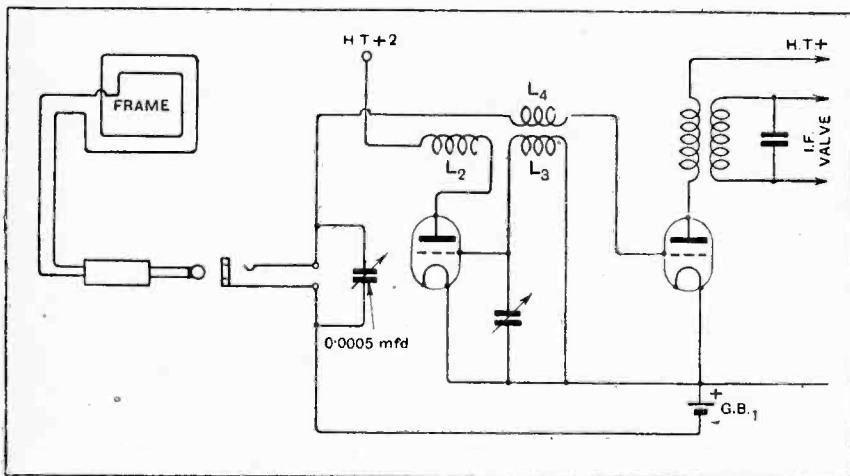 FRAME
H T + 2
L4
L2
L3
0·0005 mfd
H.T.+
I.F.
VALVE
+
G.B.1
-